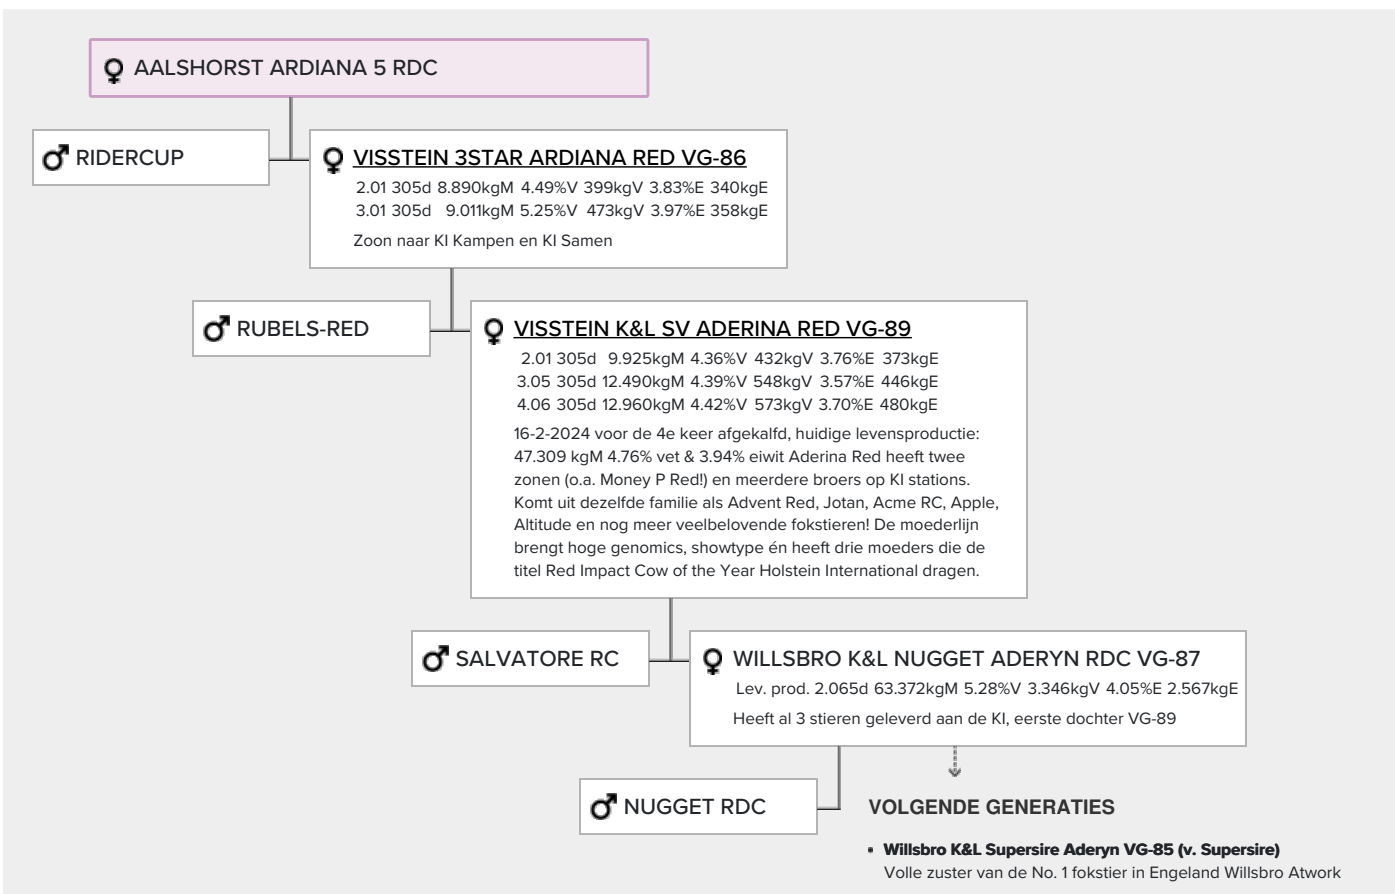 AALSHORST ARDIANA 5 RDC
RIDERCUP
VISSTEIN 3STAR ARDIANA RED VG-86
2.01 305d 8.890kgM 4.49%V 399kgV 3.83%E 340kgE
3.01 305d 9.011kgM 5.25%V 473kgV 3.97%E 358kgE
Zoon naar KI Kampen en KI Samen
RUBELS-RED
VISSTEIN K&L SV ADERINA RED VG-89
2.01 305d 9.925kgM 4.36%V 432kgV 3.76%E 373kgE
3.05 305d 12.490kgM 4.39%V 548kgV 3.57%E 446kgE
4.06 305d 12.960kgM 4.42%V 573kgV 3.70%E 480kgE
16-2-2024 voor de 4e keer afgekalfd, huidige levensproductie:
47.309 kgM 4.76% vet & 3.94% eiwit Aderina Red heeft twee
zonen (o.a. Money P Red!) en meerdere broers op KI stations.
Komt uit dezelfde familie als Advent Red, Jotan, Acme RC, Apple,
Altitude en nog meer veelbelovende fokstieren! De moederlijn
brengt hoge genomics, showtype én heeft drie moeders die de
titel Red Impact Cow of the Year Holstein International dragen.
SALVATORE RC
WILLSBRO K&L NUGGET ADERYN RDC VG-87
Lev. prod. 2.065d 63.372kgM 5.28%V 3.346kgV 4.05%E 2.567kgE
Heeft al 3 stieren geleverd aan de KI, eerste dochter VG-89
NUGGET RDC
VOLGENDE GENERATIES
• Willsbro K&L Supersire Aderyn VG-85 (v. Supersire)
Volle zuster van de No. 1 fokstier in Engeland Willsbro Atwork